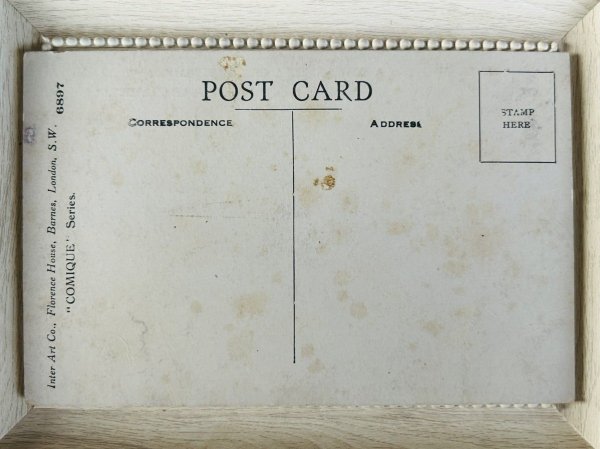 POST CARD
CORRESPONDENCE
ADDRESS
STAMP
HERE
Inter Art Co., Florence House, Barnes, London, S.W. 6897
"COMIQUE" Series.